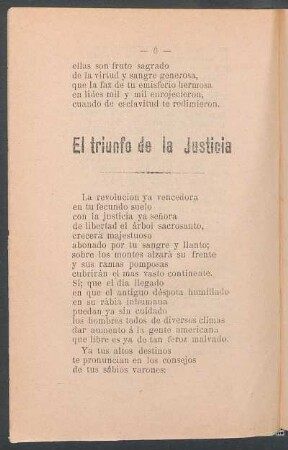 — 6 —
ellas son fruto sagrado
de la virtud y sangre generosa,
que la faz de tu emisferio hermosa
en lides mil y mil enrojecieron,
cuando de esclavitud te redimieron.
El triunfo de la Justicia
La revolucion ya vencedora
en tu fecundo suelo
con la justicia ya señora
de libertad el árbol sacrosanto,
crecerá majestuoso
abonado por tu sangre y llanto;
sobre los montes alzará su frente
y sus ramas pomposas
cubrirán el mas vasto continente.
Si; que el dia llegado
en que el antiguo déspota humillado
en su rábia inhumana
puedan ya sin cuidado
los hombres todos de diversos climas
dar aumento á la gente americana
que libre es ya de tan feroz malvado.
Ya tus altos destinos
te pronuncian en los consejos
de tus sábios varones: